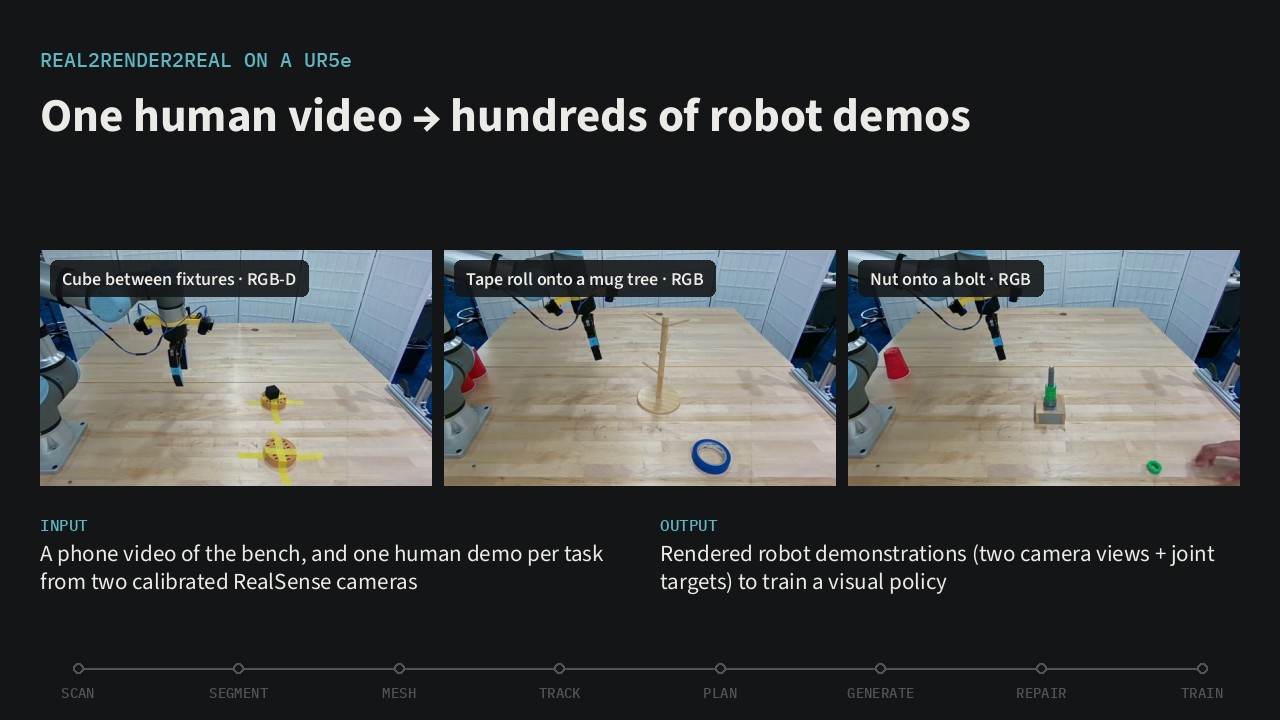 REAL2RENDER2REAL ON A UR5e
One human video → hundreds of robot demos
Cube between fixtures · RGB-D
Tape roll onto a mug tree · RGB
Nut onto a bolt · RGB
INPUT
A phone video of the bench, and one human demo per task
from two calibrated RealSense cameras
OUTPUT
Rendered robot demonstrations (two camera views + joint
targets) to train a visual policy
SCAN
SEGMENT
MESH
TRACK
PLAN
GENERATE
REPAIR
TRAIN